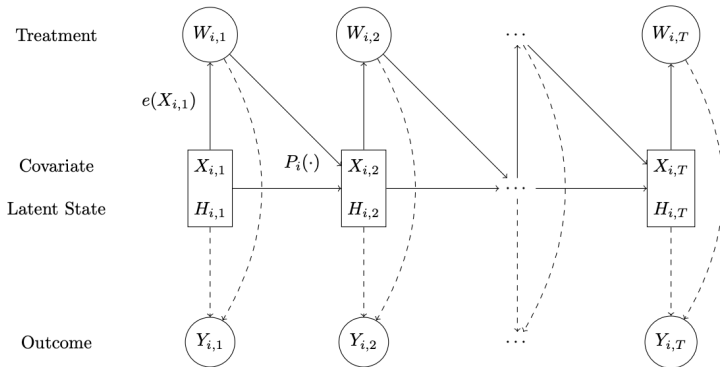 Treatment W_{i,1} W_{i,2} ... W_{i,T}
e(X_{i,1})
P_i(·)
Covariate X_{i,1} X_{i,2} X_{i,T}
...
Latent State H_{i,1} H_{i,2} H_{i,T}
Outcome Y_{i,1} Y_{i,2} ... Y_{i,T}